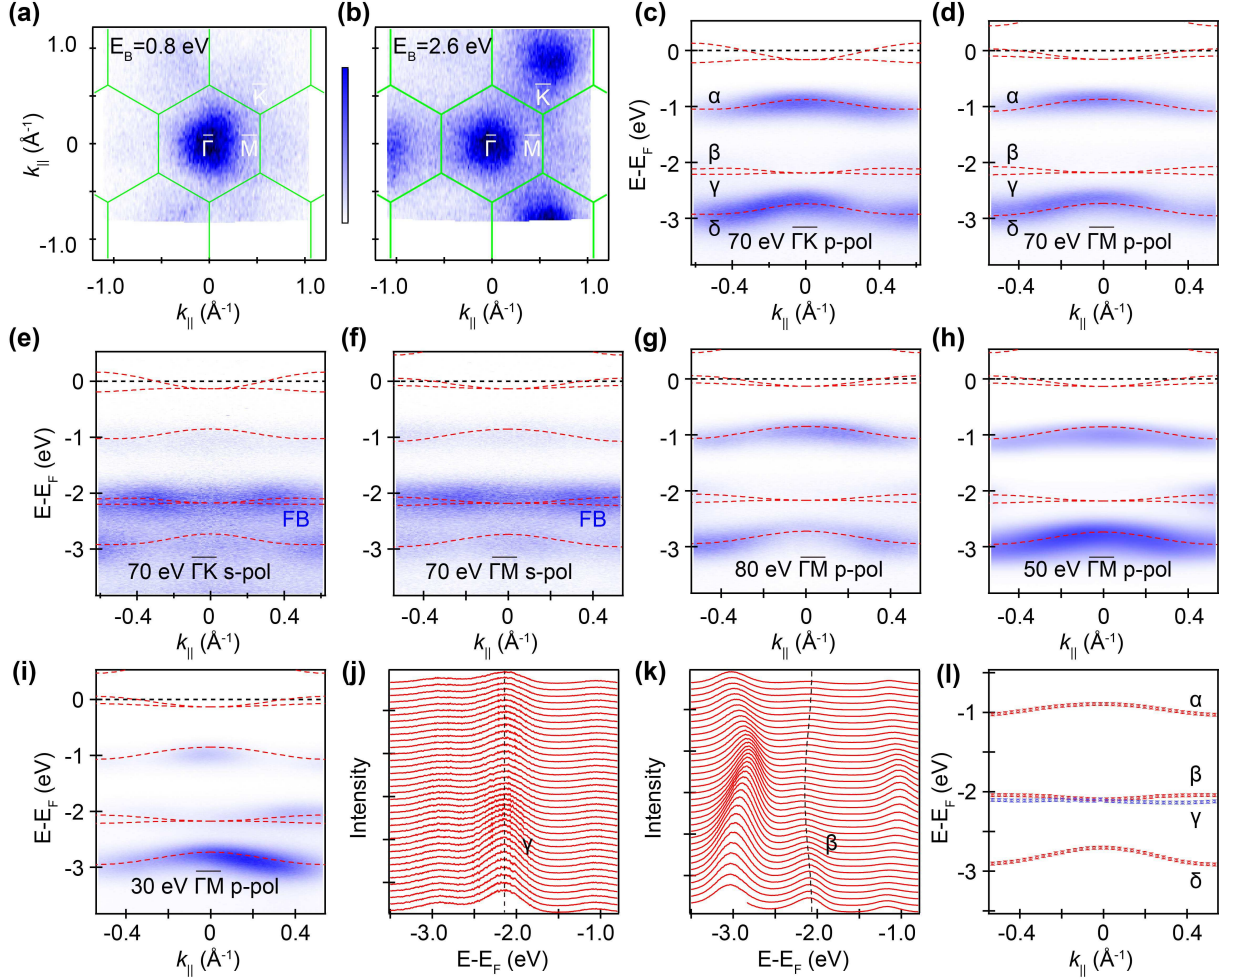 (a)
E_B=0.8 eV
K̅
Γ̅
M̅
1.0
0
-1.0
k_|| (Å⁻¹)
-1.0 0 1.0
k_|| (Å⁻¹)
(b)
E_B=2.6 eV
K̅
Γ̅
M̅
-1.0 0 1.0
k_|| (Å⁻¹)
(c)
0
-1
-2
-3
E-E_F (eV)
α
β
γ
δ
70 eV Γ̅K̅ p-pol
-0.4 0 0.4
k_|| (Å⁻¹)
(d)
0
-1
-2
-3
α
β
γ
δ
70 eV Γ̅M̅ p-pol
-0.4 0 0.4
k_|| (Å⁻¹)
(e)
0
-1
-2
-3
E-E_F (eV)
FB
70 eV Γ̅K̅ s-pol
-0.4 0 0.4
k_|| (Å⁻¹)
(f)
0
-1
-2
-3
FB
70 eV Γ̅M̅ s-pol
-0.4 0 0.4
k_|| (Å⁻¹)
(g)
0
-1
-2
-3
80 eV Γ̅M̅ p-pol
-0.4 0 0.4
k_|| (Å⁻¹)
(h)
0
-1
-2
-3
50 eV Γ̅M̅ p-pol
-0.4 0 0.4
k_|| (Å⁻¹)
(i)
0
-1
-2
-3
E-E_F (eV)
30 eV Γ̅M̅ p-pol
-0.4 0 0.4
k_|| (Å⁻¹)
(j)
Intensity
γ
-3.0 -2.0 -1.0
E-E_F (eV)
(k)
Intensity
β
-3.0 -2.0 -1.0
E-E_F (eV)
(l)
-1
-2
-3
E-E_F (eV)
α
β
γ
δ
-0.4 0 0.4
k_|| (Å⁻¹)